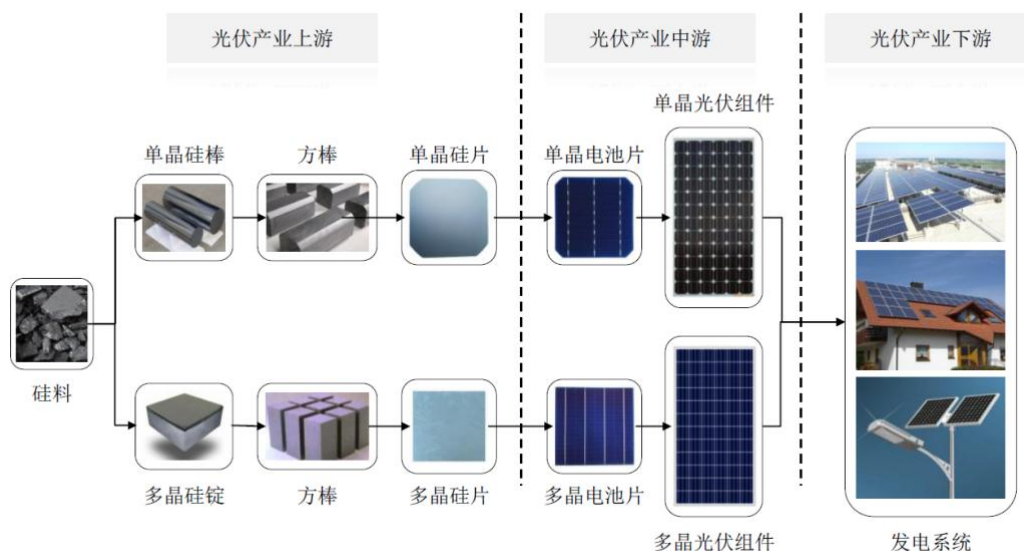 光伏产业上游
光伏产业中游
光伏产业下游
单晶光伏组件
单晶硅棒
方棒
单晶硅片
单晶电池片
硅料
多晶硅锭
方棒
多晶硅片
多晶电池片
多晶光伏组件
发电系统